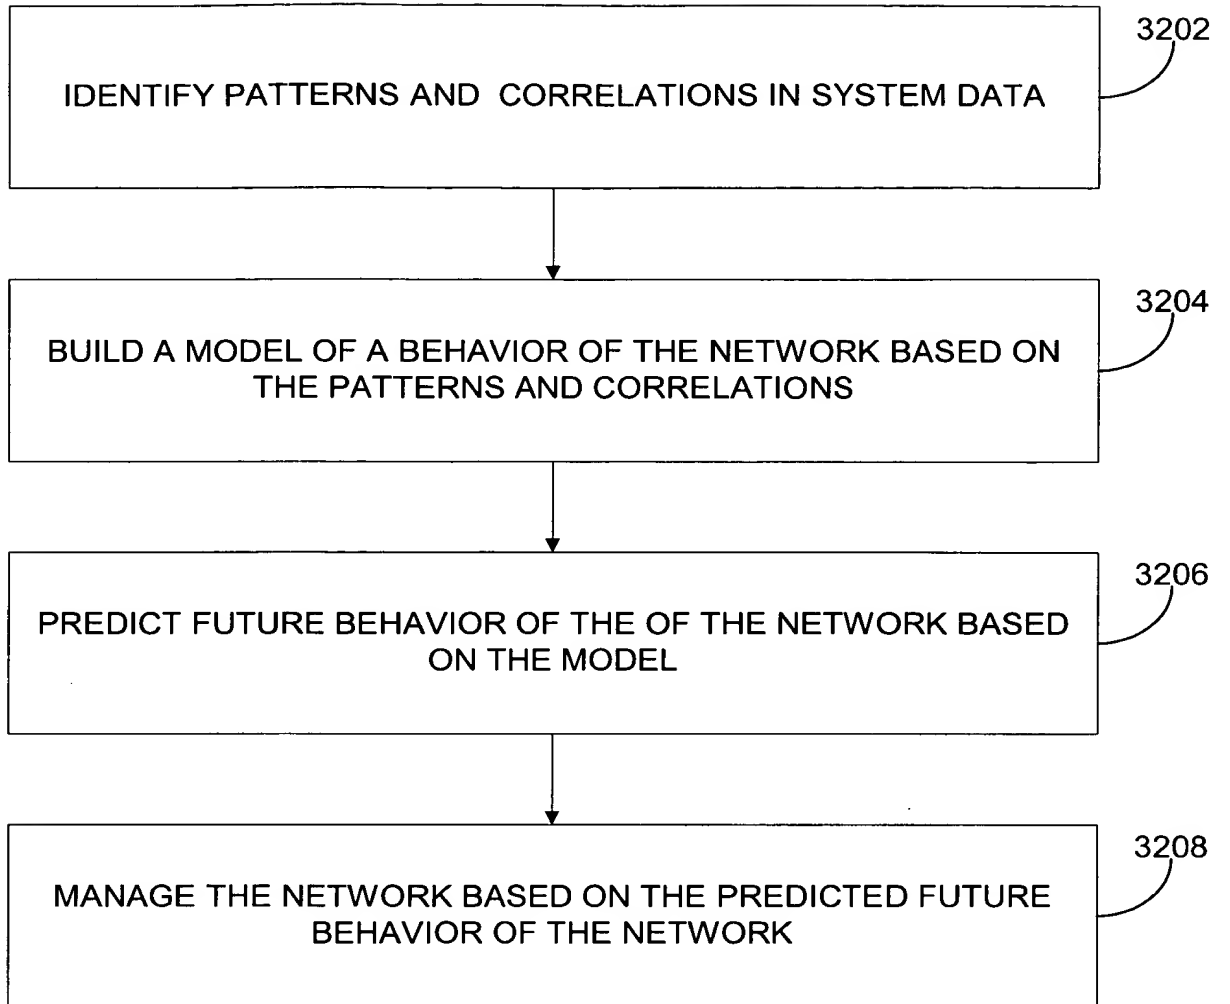 3202
IDENTIFY PATTERNS AND CORRELATIONS IN SYSTEM DATA
3204
BUILD A MODEL OF A BEHAVIOR OF THE NETWORK BASED ON
THE PATTERNS AND CORRELATIONS
3206
PREDICT FUTURE BEHAVIOR OF THE OF THE NETWORK BASED
ON THE MODEL
3208
MANAGE THE NETWORK BASED ON THE PREDICTED FUTURE
BEHAVIOR OF THE NETWORK